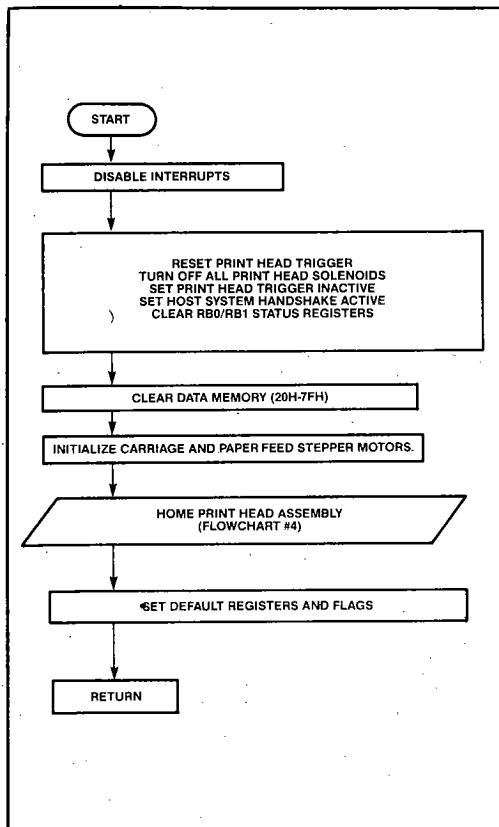 START
DISABLE INTERRUPTS
RESET PRINT HEAD TRIGGER
TURN OFF ALL PRINT HEAD SOLENOIDS
SET PRINT HEAD TRIGGER INACTIVE
SET HOST SYSTEM HANDSHAKE ACTIVE
CLEAR RB0/RB1 STATUS REGISTERS
CLEAR DATA MEMORY (20H-7FH)
INITIALIZE CARRIAGE AND PAPER FEED STEPPER MOTORS.
HOME PRINT HEAD ASSEMBLY
(FLOWCHART #4)
SET DEFAULT REGISTERS AND FLAGS
RETURN